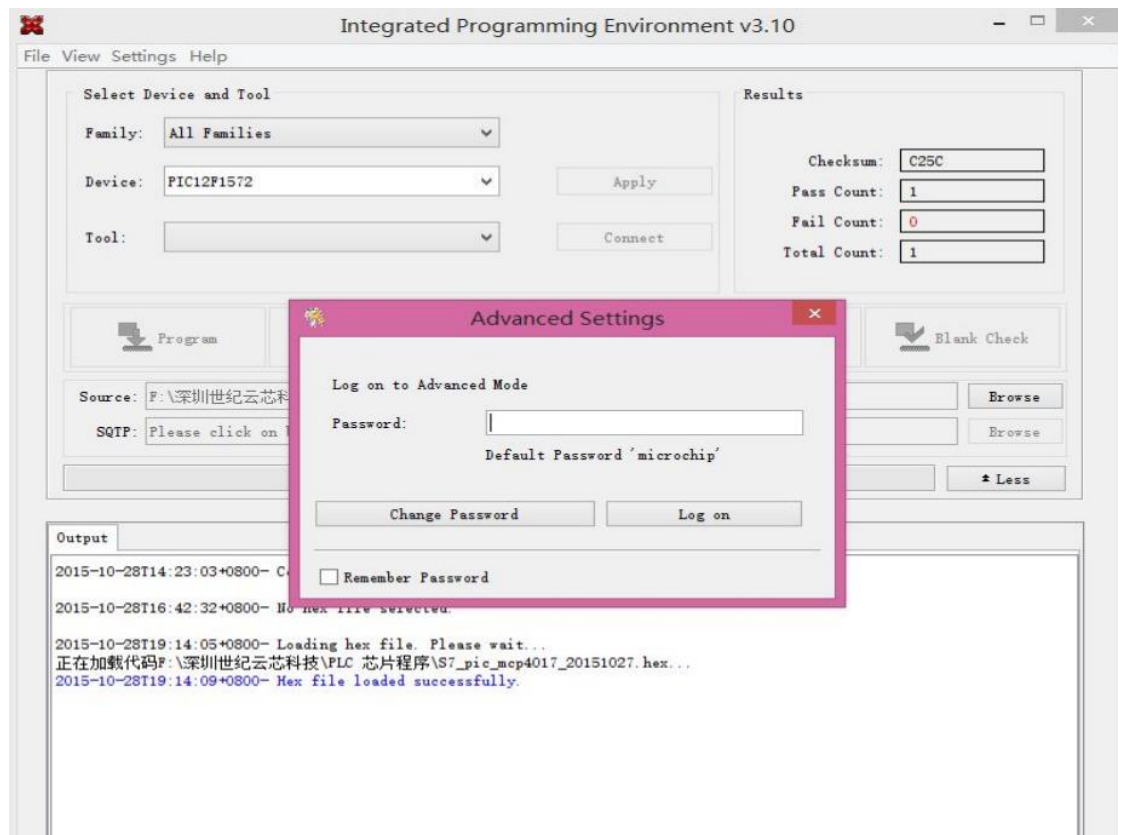 Integrated Programming Environment v3.10
File View Settings Help
Select Device and Tool
Family: All Families
Device: PIC12F1572
Apply
Tool:
Connect
Results
Checksum: C25C
Pass Count: 1
Fail Count: 0
Total Count: 1
Program
Blank Check
Source: F:\深圳世纪云芯科
Browse
SQTP: Please click on
Browse
Less
Advanced Settings
Log on to Advanced Mode
Password:
Default Password 'microchip'
Change Password
Log on
Remember Password
Output
2015-10-28T14:23:03+0800- C
2015-10-28T16:42:32+0800- No hex file selected.
2015-10-28T19:14:05+0800- Loading hex file. Please wait...
正在加載代码F:\深圳世纪云芯科技\PLC 芯片程序\S7_pic_mcp4017_20151027.hex...
2015-10-28T19:14:09+0800- Hex file loaded successfully.